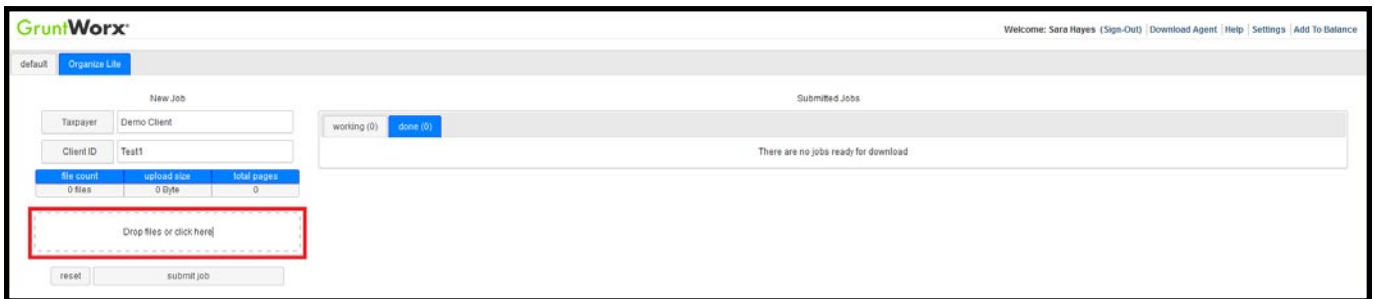 GruntWorx
Welcome: Sara Hayes (Sign-Out) | Download Agent | Help | Settings | Add To Balance
default Organize Lite
New Job
Taxpayer Demo Client
Client ID Test1
file count upload size total pages
0 files 0 Byte 0
Drop files or click here
reset submit job
Submitted Jobs
working (0) done (0)
There are no jobs ready for download